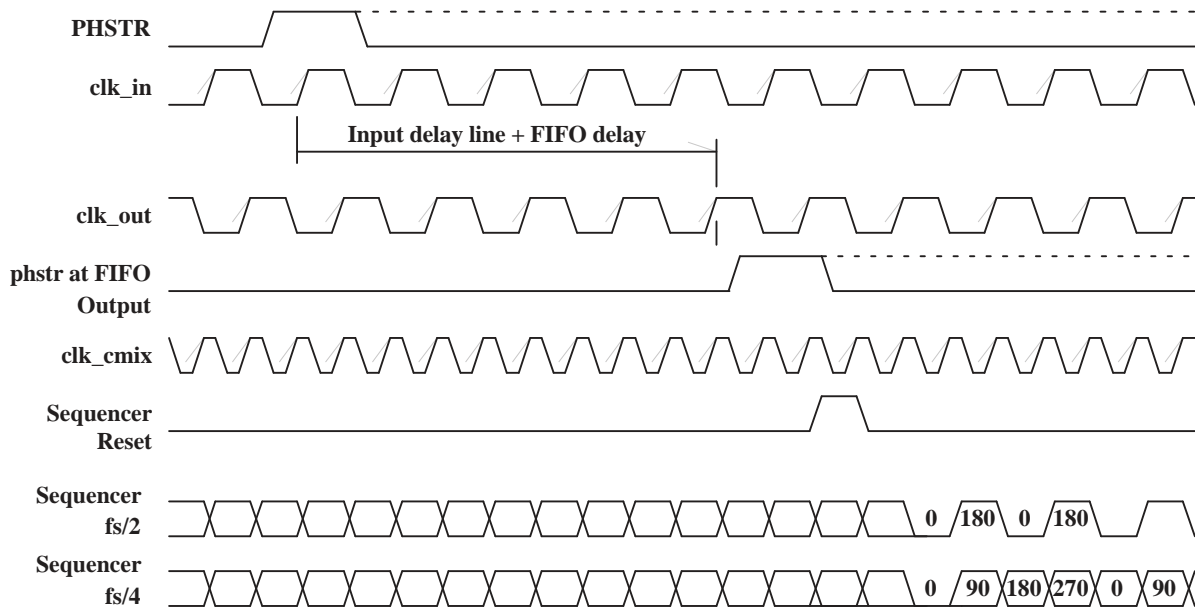 PHSTR
clk_in
Input delay line + FIFO delay
clk_out
phstr at FIFO
Output
clk_cmix
Sequencer
Reset
Sequencer
fs/2
0 180 0 180
Sequencer
fs/4
0 90 180 270 0 90